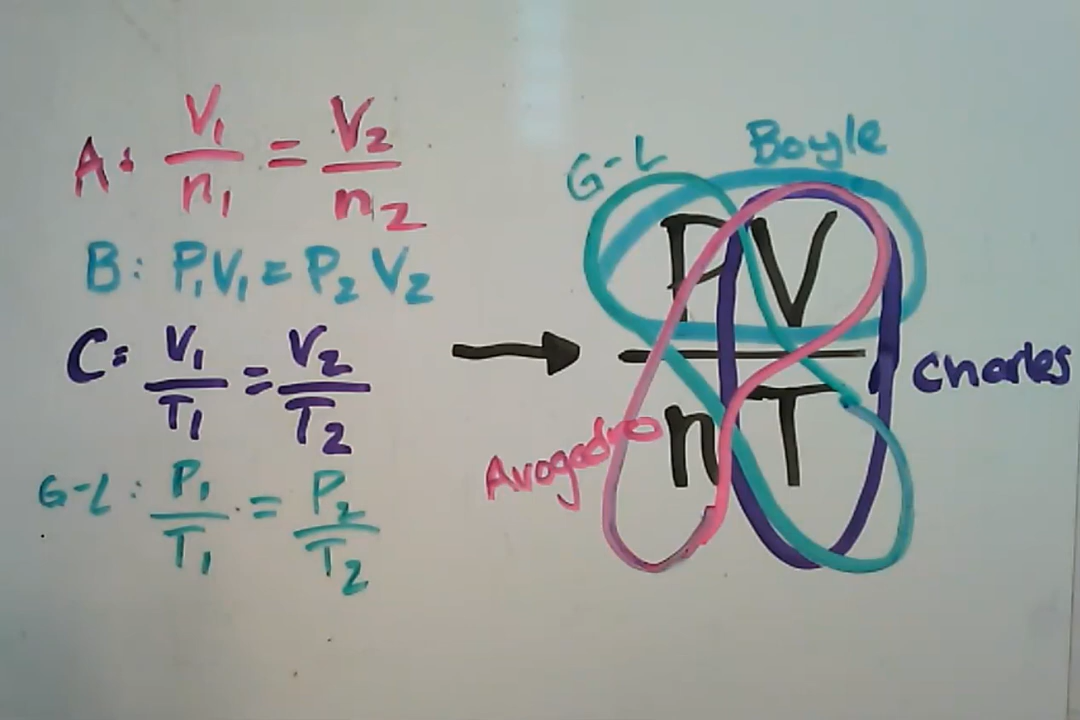 A: V₁/n₁ = V₂/n₂
B: P₁V₁ = P₂V₂
C: V₁/T₁ = V₂/T₂
G-L: P₁/T₁ = P₂/T₂
G-L
Boyle
PV
nT
Charles
Avogadro